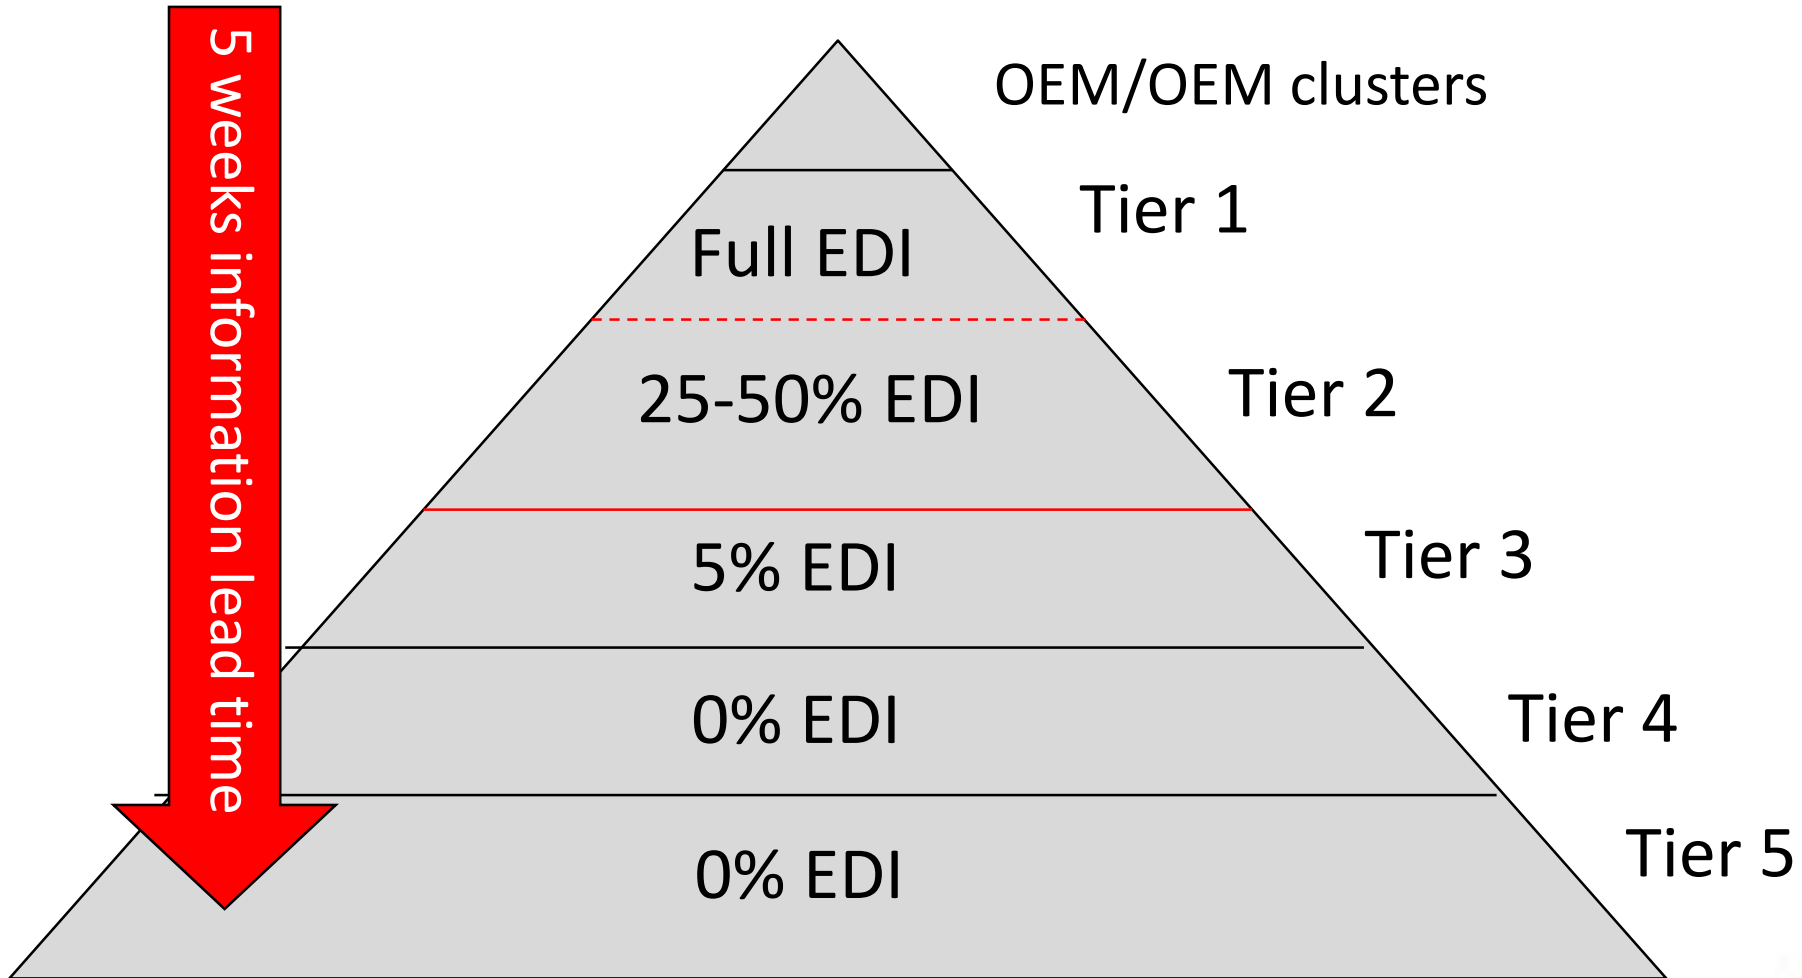 5 weeks information lead time
OEM/OEM clusters
Tier 1
Full EDI
25-50% EDI
Tier 2
5% EDI
Tier 3
0% EDI
Tier 4
0% EDI
Tier 5